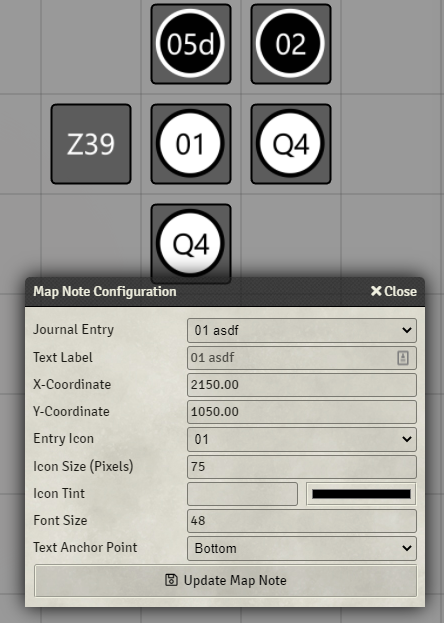 05d 02
Z39 01 Q4
Q4
Map Note Configuration Close
Journal Entry 01 asdf
Text Label 01 asdf
X-Coordinate 2150.00
Y-Coordinate 1050.00
Entry Icon 01
Icon Size (Pixels) 75
Icon Tint
Font Size 48
Text Anchor Point Bottom
Update Map Note